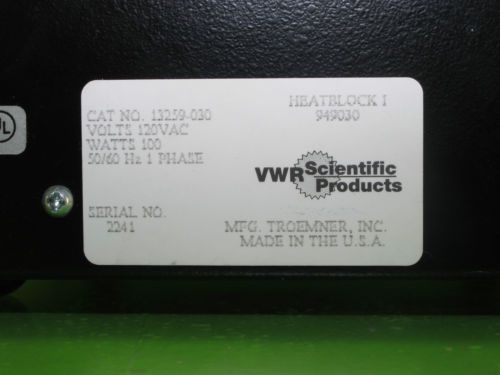 UL
CAT NO. 13259-030
VOLTS 120VAC
WATTS 100
50/60 Hz 1 PHASE
HEATBLOCK I
949030
VWR Scientific
Products
SERIAL NO.
2241
MFG. TROEMNER, INC.
MADE IN THE U.S.A.